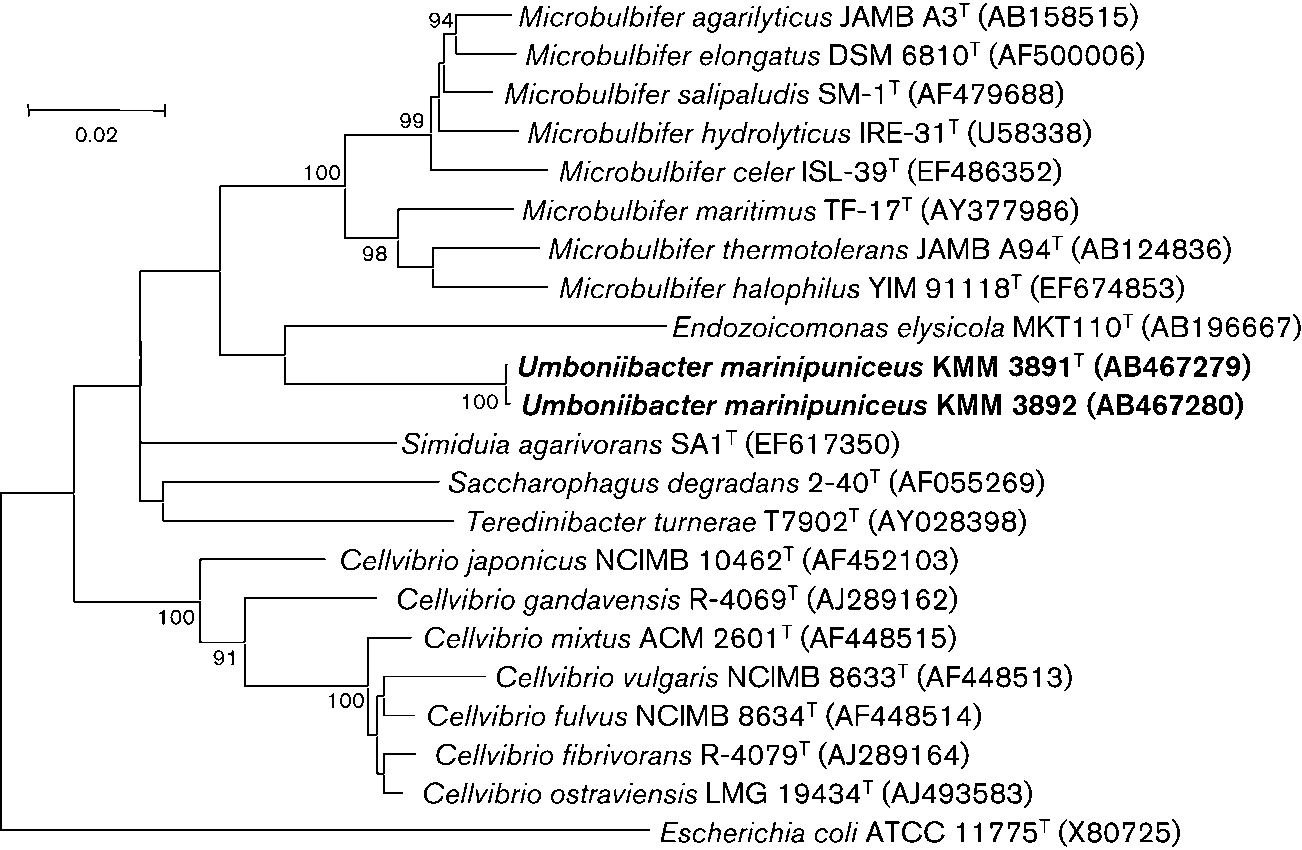 94 Microbulbifer agarilyticus JAMB A3ᵀ (AB158515)
Microbulbifer elongatus DSM 6810ᵀ (AF500006)
Microbulbifer salipaludis SM-1ᵀ (AF479688)
0.02
99 Microbulbifer hydrolyticus IRE-31ᵀ (U58338)
100 Microbulbifer celer ISL-39ᵀ (EF486352)
Microbulbifer maritimus TF-17ᵀ (AY377986)
98 Microbulbifer thermotolerans JAMB A94ᵀ (AB124836)
Microbulbifer halophilus YIM 91118ᵀ (EF674853)
Endozoicomonas elysicola MKT110ᵀ (AB196667)
Umboniibacter marinipuniceus KMM 3891ᵀ (AB467279)
100 Umboniibacter marinipuniceus KMM 3892 (AB467280)
Simiduia agarivorans SA1ᵀ (EF617350)
Saccharophagus degradans 2-40ᵀ (AF055269)
Teredinibacter turnerae T7902ᵀ (AY028398)
Cellvibrio japonicus NCIMB 10462ᵀ (AF452103)
100 Cellvibrio gandavensis R-4069ᵀ (AJ289162)
91 Cellvibrio mixtus ACM 2601ᵀ (AF448515)
Cellvibrio vulgaris NCIMB 8633ᵀ (AF448513)
100 Cellvibrio fulvus NCIMB 8634ᵀ (AF448514)
Cellvibrio fibrivorans R-4079ᵀ (AJ289164)
Cellvibrio ostraviensis LMG 19434ᵀ (AJ493583)
Escherichia coli ATCC 11775ᵀ (X80725)